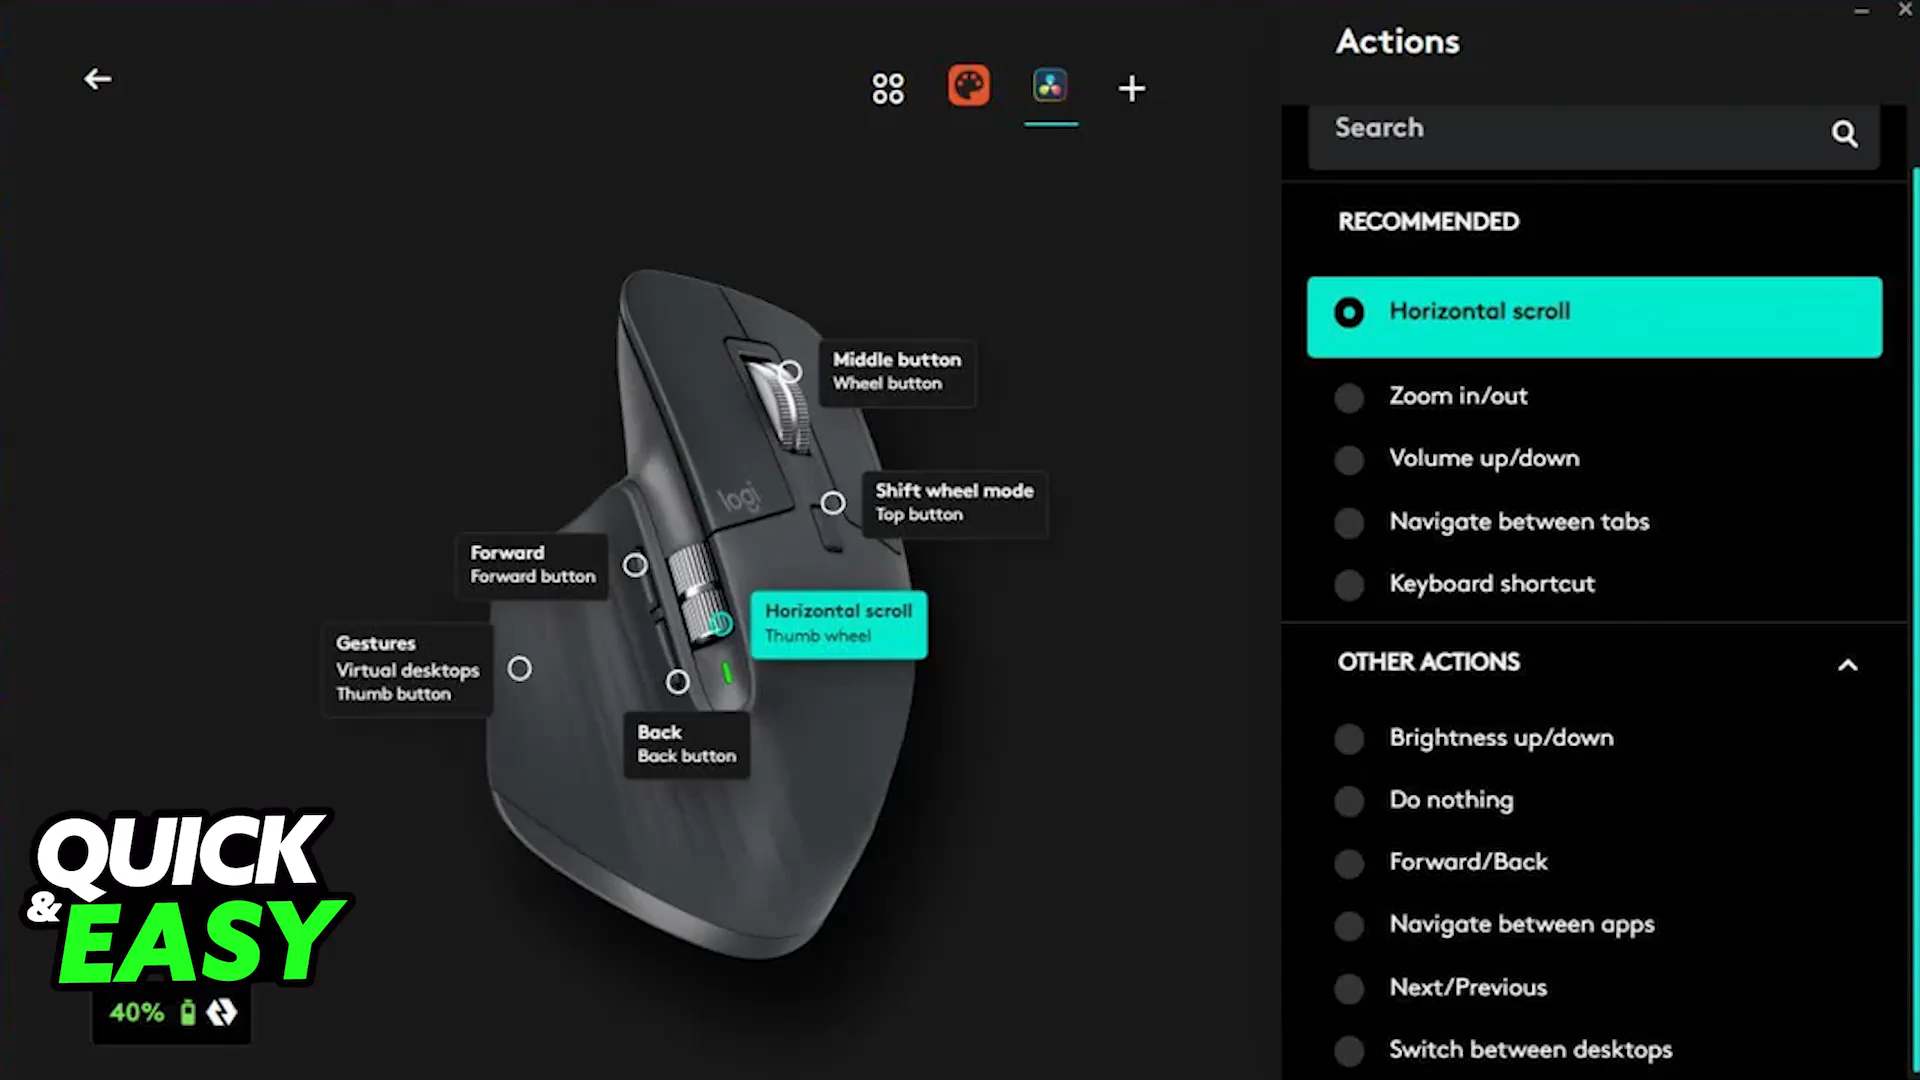 Actions
Search
RECOMMENDED
Horizontal scroll
Zoom in/out
Volume up/down
Navigate between tabs
Keyboard shortcut
OTHER ACTIONS
Brightness up/down
Do nothing
Forward/Back
Navigate between apps
Next/Previous
Switch between desktops
Middle button
Wheel button
Shift wheel mode
Top button
logi
Forward
Forward button
Horizontal scroll
Thumb wheel
Gestures
Virtual desktops
Thumb button
Back
Back button
QUICK
&EASY
40%